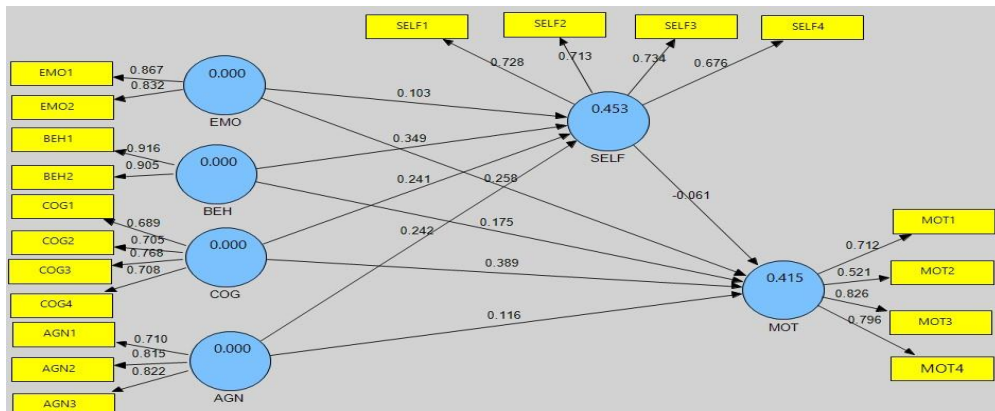 SELF1
SELF2
SELF3
SELF4
0.728
0.713
0.734
0.676
EMO1
EMO2
0.867
0.832
0.000
EMO
BEH1
BEH2
0.916
0.905
0.000
BEH
COG1
COG2
COG3
COG4
0.689
0.705
0.768
0.708
0.000
COG
AGN1
AGN2
AGN3
0.710
0.815
0.822
0.000
AGN
0.103
0.349
0.241
0.258
0.242
0.175
0.389
0.116
0.453
SELF
-0.061
0.415
MOT
0.712
0.521
0.826
0.796
MOT1
MOT2
MOT3
MOT4